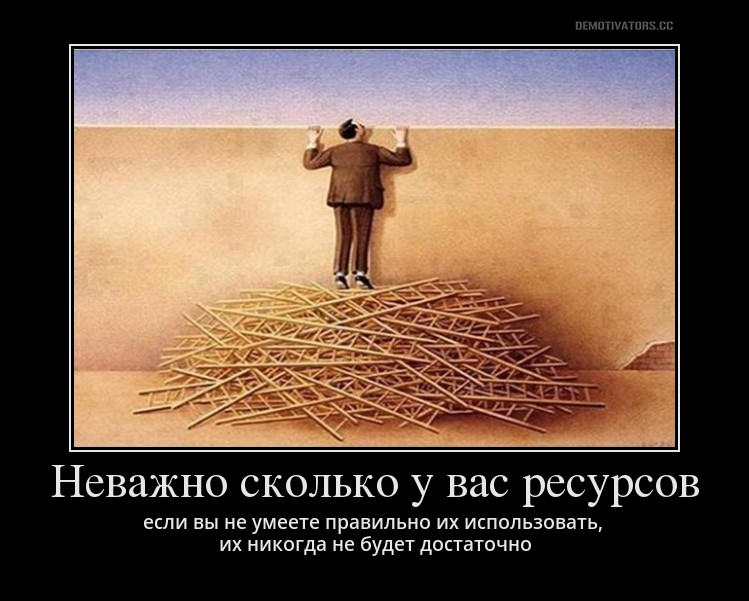 DEMOTIVATORS.CC
Неважно сколько у вас ресурсов
если вы не умеете правильно их использовать,
их никогда не будет достаточно